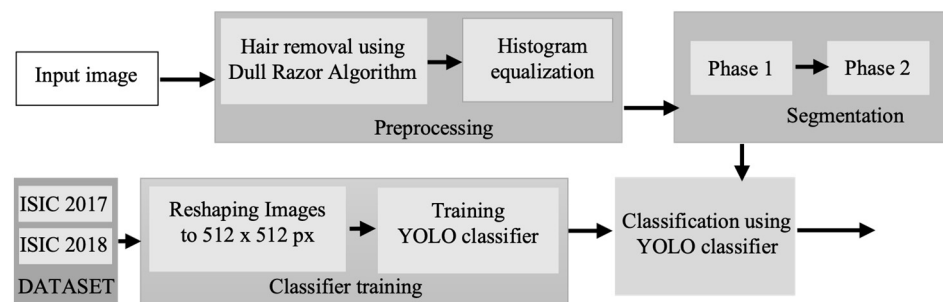 Input image
Hair removal using
Dull Razor Algorithm
Histogram
equalization
Preprocessing
Phase 1
Phase 2
Segmentation
ISIC 2017
ISIC 2018
DATASET
Reshaping Images
to 512 x 512 px
Training
YOLO classifier
Classifier training
Classification using
YOLO classifier